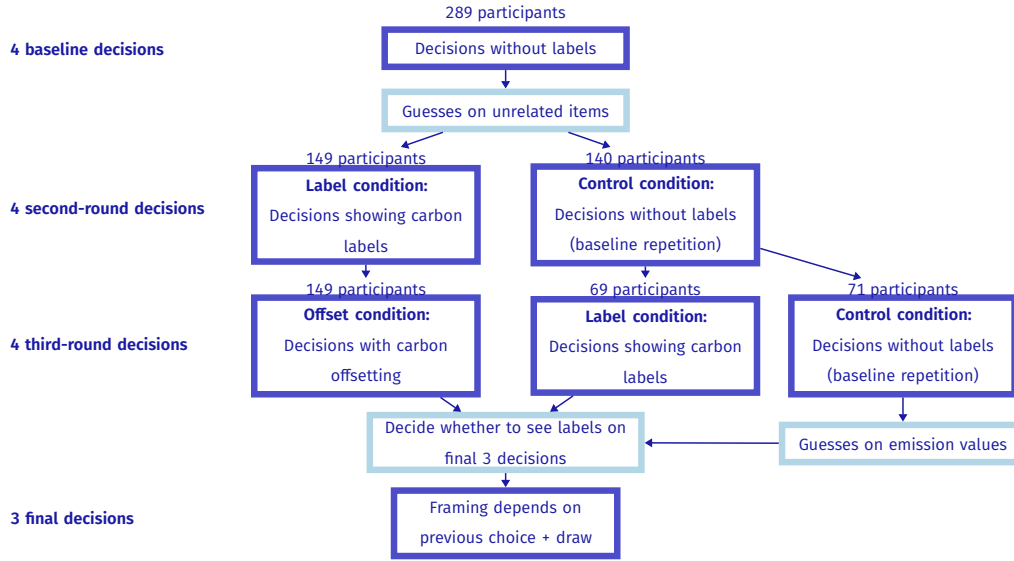 289 participants
4 baseline decisions
Decisions without labels
Guesses on unrelated items
149 participants
140 participants
4 second-round decisions
Label condition:
Decisions showing carbon
labels
Control condition:
Decisions without labels
(baseline repetition)
149 participants
69 participants
71 participants
4 third-round decisions
Offset condition:
Decisions with carbon
offsetting
Label condition:
Decisions showing carbon
labels
Control condition:
Decisions without labels
(baseline repetition)
Decide whether to see labels on
final 3 decisions
Guesses on emission values
3 final decisions
Framing depends on
previous choice + draw